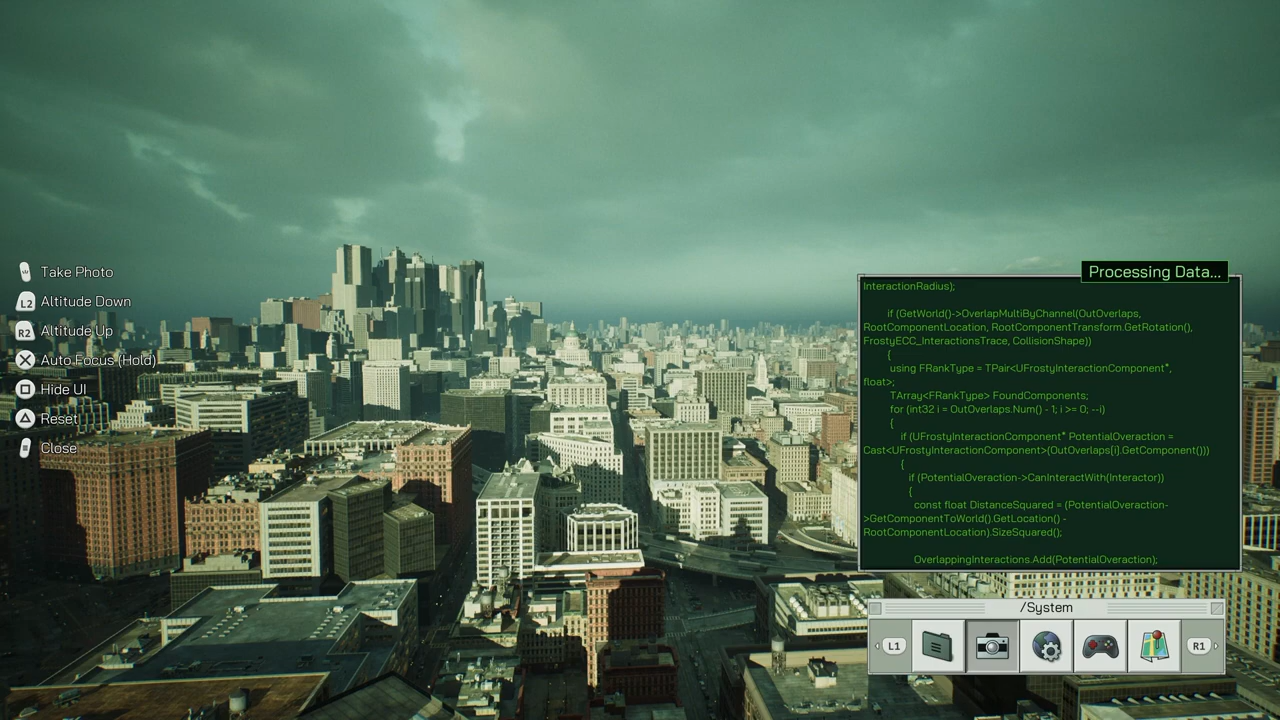 Take Photo
L2 Altitude Down
R2 Altitude Up
Auto Focus (Hold)
Hide UI
Reset
Close
Processing Data...
InteractionRadius);
if (GetWorld()->OverlapMultiByChannel(OutOverlaps,
RootComponentLocation, RootComponentTransform.GetRotation(),
FrostyECC_InteractionsTrace, CollisionShape))
{
using FRankType = TPair<UFrostyInteractionComponent*,
float>;
TArray<FRankType> FoundComponents;
for (int32 i = OutOverlaps.Num() - 1; i >= 0; --i)
{
if (UFrostyInteractionComponent* PotentialOveraction =
Cast<UFrostyInteractionComponent>(OutOverlaps[i].GetComponent()))
{
if (PotentialOveraction->CanInteractWith(Interactor))
{
const float DistanceSquared = (PotentialOveraction-
>GetComponentToWorld().GetLocation() -
RootComponentLocation).SizeSquared();
OverlappingInteractions.Add(PotentialOveraction);
/System
L1 R1